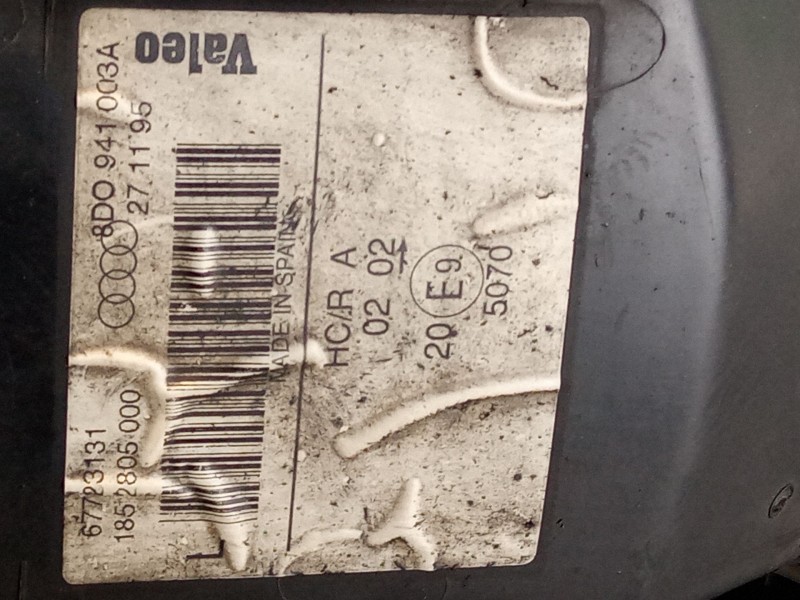 Valeo
67723131 8D0 941 003A
1852805 000 27 11 95
L
MADE IN SPAIN
HC/R A
02 02
20 E9
5070